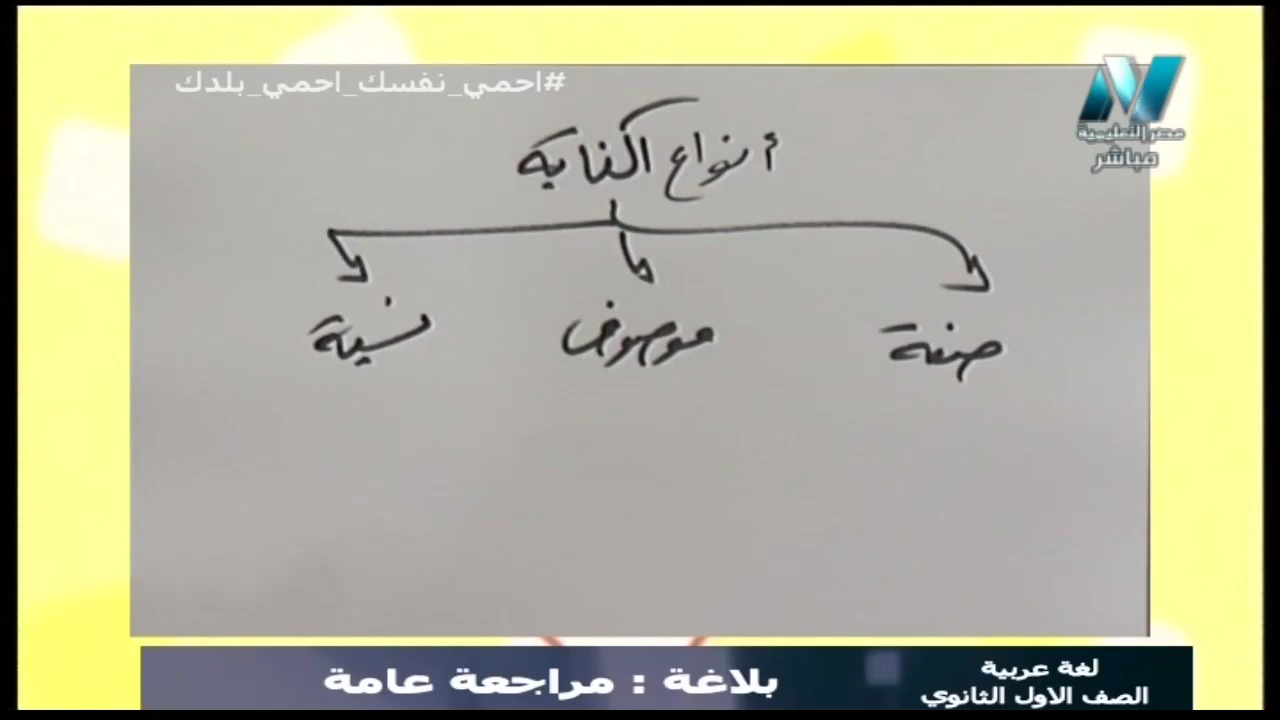 #احمي_نفسك_احمي_بلدك
مصر التعليمية
مباشر
أنواع الكناية
صفة موصوف نسبة
لغة عربية
الصف الاول الثانوي
بلاغة : مراجعة عامة